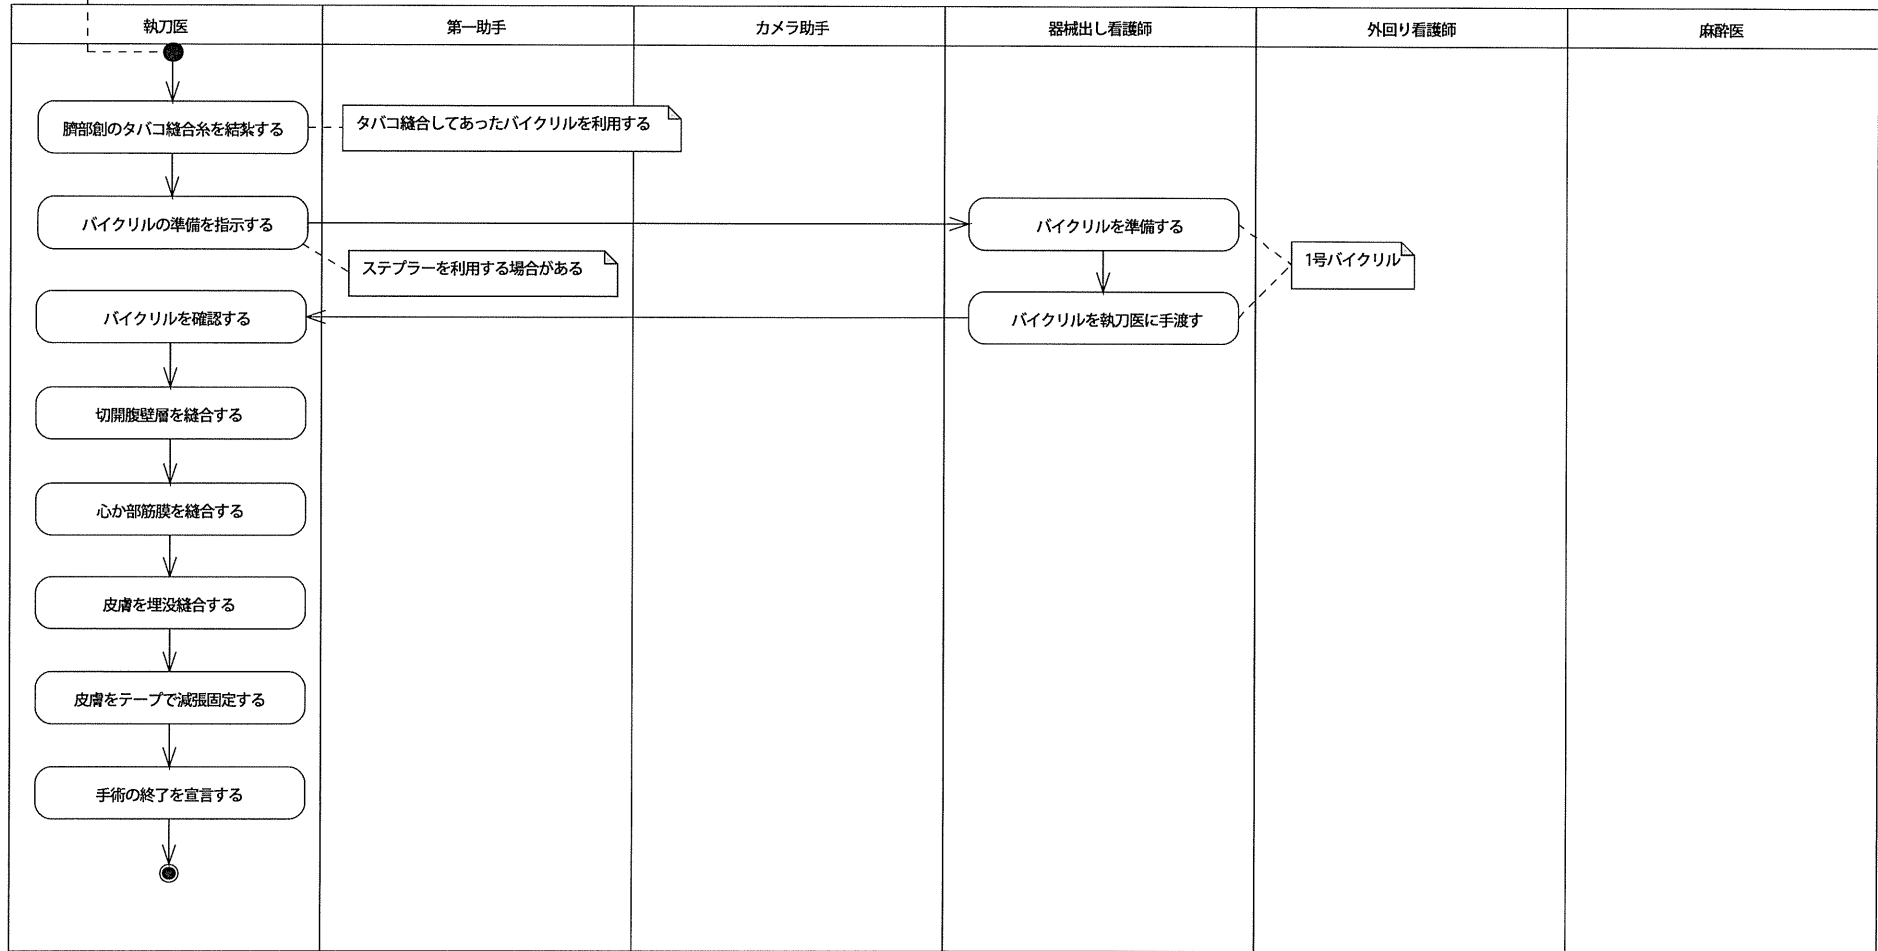 執刀医
第一助手
カメラ助手
器械出し看護師
外回り看護師
麻酔医
臍部創のタバコ縫合糸を結紮する
タバコ縫合してあったバイクリルを利用する
バイクリルの準備を指示する
バイクリルを準備する
ステプラーを利用する場合がある
1号バイクリル
バイクリルを確認する
バイクリルを執刀医に手渡す
切開腹壁層を縫合する
心か部筋膜を縫合する
皮膚を埋没縫合する
皮膚をテープで減張固定する
手術の終了を宣言する